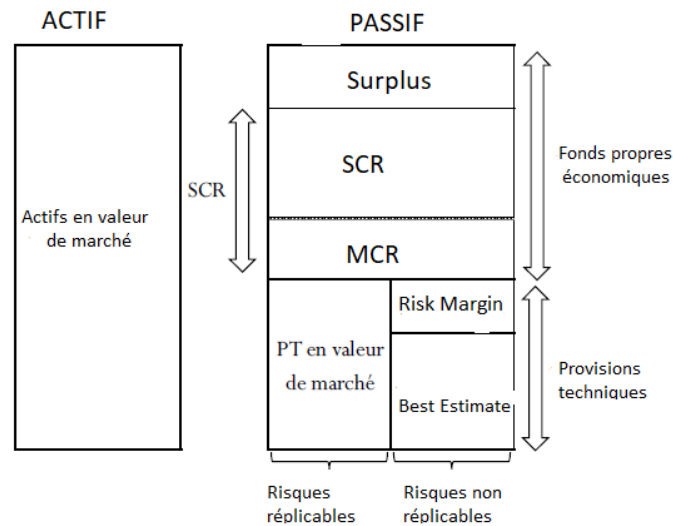 ACTIF
PASSIF
Surplus
SCR
SCR
MCR
Actifs en valeur
de marché
Fonds propres
économiques
Risk Margin
PT en valeur
de marché
Best Estimate
Provisions
techniques
Risques
réplicables
Risques non
réplicables